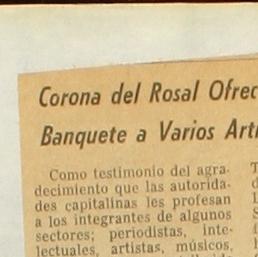 Corona del Rosal Ofrec
Banquete a Varios Art
Como testimonio del agra-
decimiento que las autorida-
des capitalinas les profesan
a los integrantes de algunos
sectores; periodistas, inte-
lectuales, artistas, músicos,